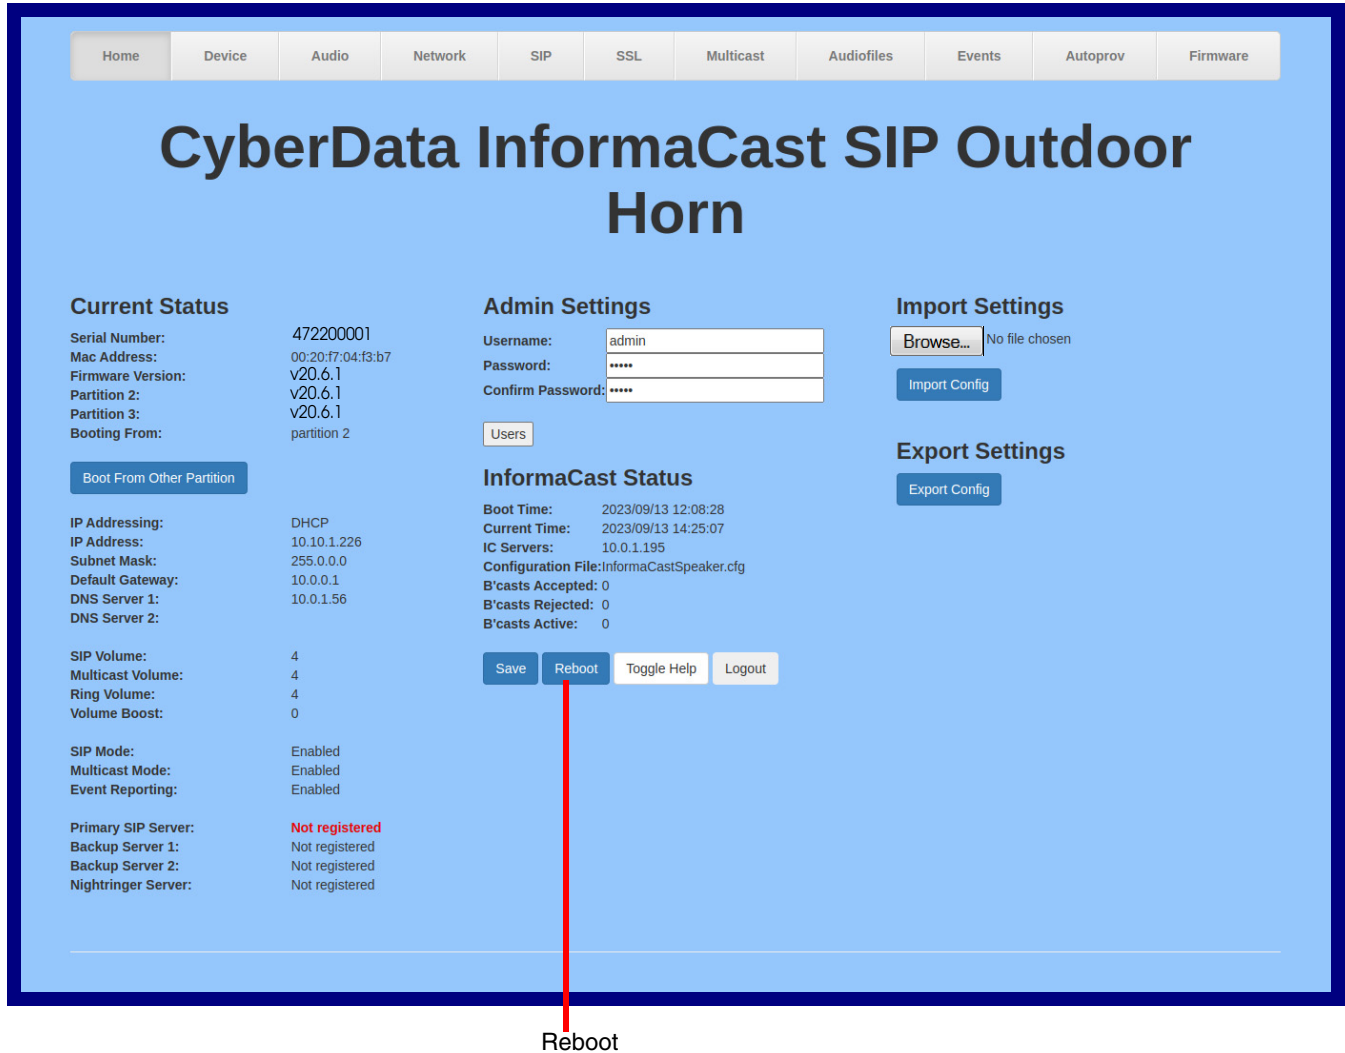 Home Device Audio Network SIP SSL Multicast Audiofiles Events Autoprov Firmware
CyberData InformaCast SIP Outdoor
Horn
Current Status
Serial Number: 472200001
Mac Address: 00:20:f7:04:f3:b7
Firmware Version: v20.6.1
Partition 2: v20.6.1
Partition 3: v20.6.1
Booting From: partition 2
Boot From Other Partition
IP Addressing: DHCP
IP Address: 10.10.1.226
Subnet Mask: 255.0.0.0
Default Gateway: 10.0.0.1
DNS Server 1: 10.0.1.56
DNS Server 2:
SIP Volume: 4
Multicast Volume: 4
Ring Volume: 4
Volume Boost: 0
SIP Mode: Enabled
Multicast Mode: Enabled
Event Reporting: Enabled
Primary SIP Server: Not registered
Backup Server 1: Not registered
Backup Server 2: Not registered
Nightringer Server: Not registered
Admin Settings
Username: admin
Password: •••••
Confirm Password: •••••
Users
InformaCast Status
Boot Time: 2023/09/13 12:08:28
Current Time: 2023/09/13 14:25:07
IC Servers: 10.0.1.195
Configuration File: InformaCastSpeaker.cfg
B'casts Accepted: 0
B'casts Rejected: 0
B'casts Active: 0
Save Reboot Toggle Help Logout
Import Settings
Browse... No file chosen
Import Config
Export Settings
Export Config
Reboot